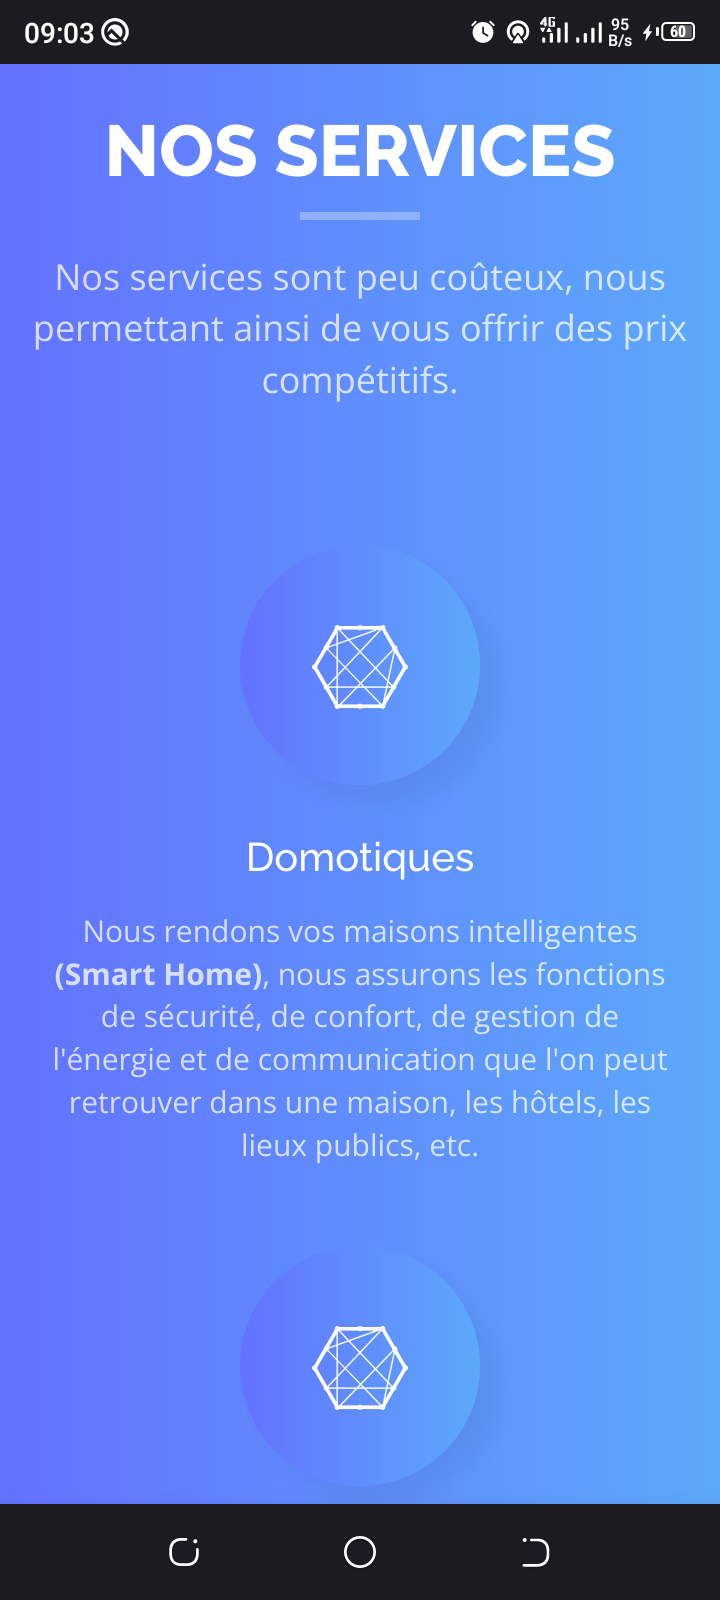 09:03
4G
95
B/s
60
NOS SERVICES
Nos services sont peu coûteux, nous
permettant ainsi de vous offrir des prix
compétitifs.
Domotiques
Nous rendons vos maisons intelligentes
(Smart Home), nous assurons les fonctions
de sécurité, de confort, de gestion de
l'énergie et de communication que l'on peut
retrouver dans une maison, les hôtels, les
lieux publics, etc.